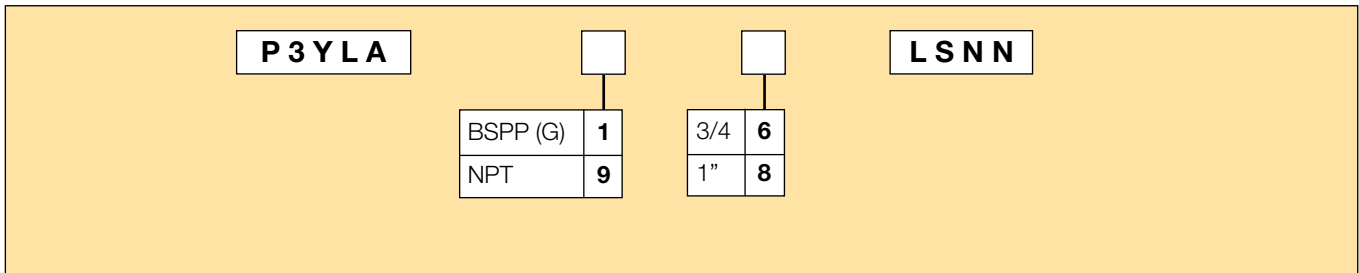 P3YLA LSNN
BSPP (G) 1 3/4 6
NPT 9 1” 8